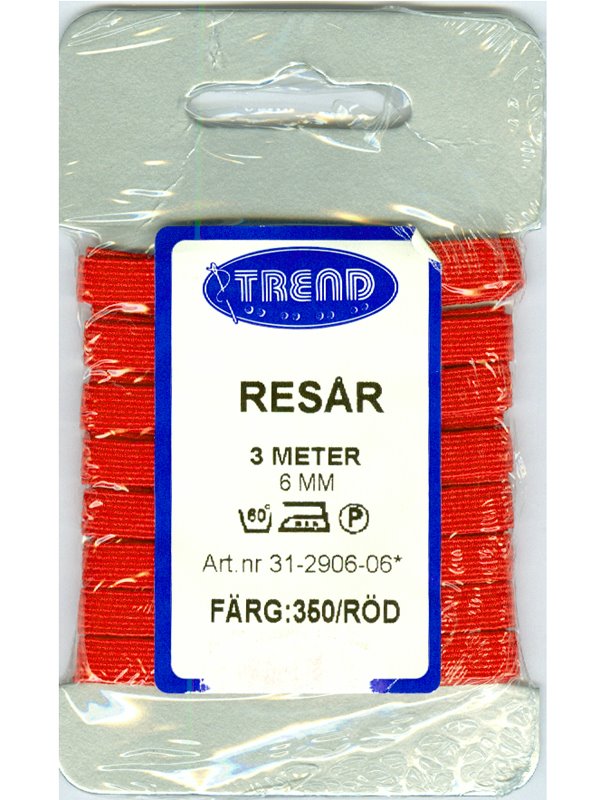 TREND
RESÅR
3 METER
6 MM
60° P
Art.nr 31-2906-06*
FÄRG:350/RÖD